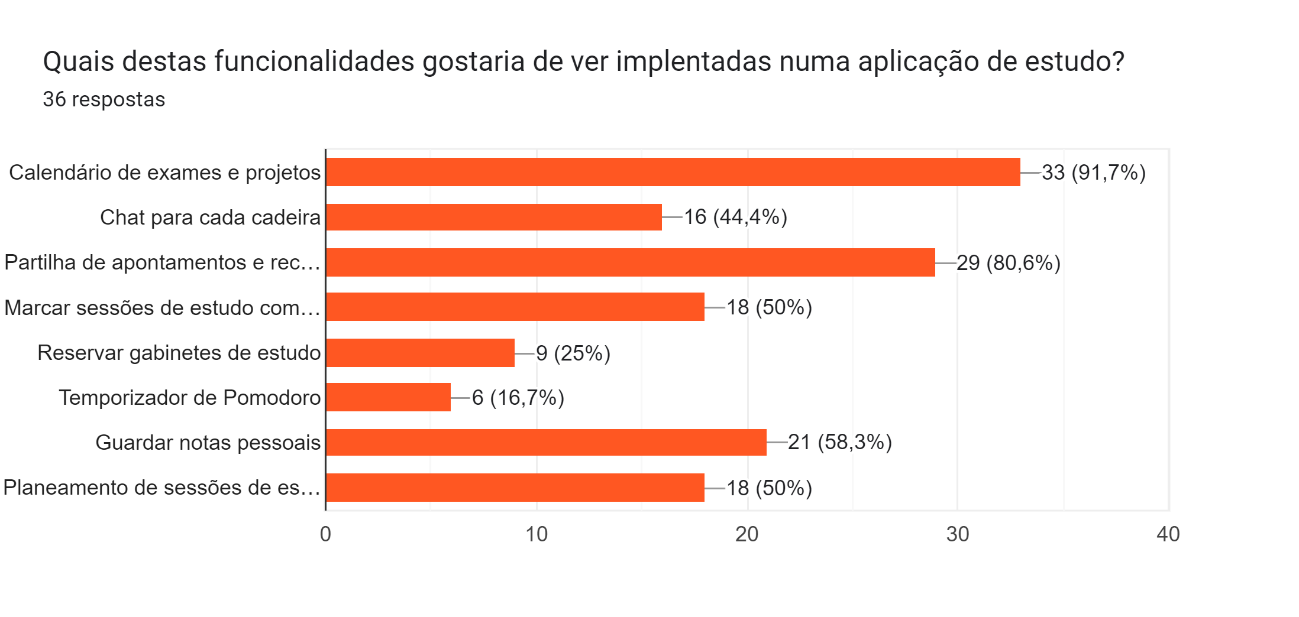 Quais destas funcionalidades gostaria de ver implentadas numa aplicação de estudo?
36 respostas
Calendário de exames e projetos 33 (91,7%)
Chat para cada cadeira 16 (44,4%)
Partilha de apontamentos e rec… 29 (80,6%)
Marcar sessões de estudo com… 18 (50%)
Reservar gabinetes de estudo 9 (25%)
Temporizador de Pomodoro 6 (16,7%)
Guardar notas pessoais 21 (58,3%)
Planeamento de sessões de es… 18 (50%)
0 10 20 30 40